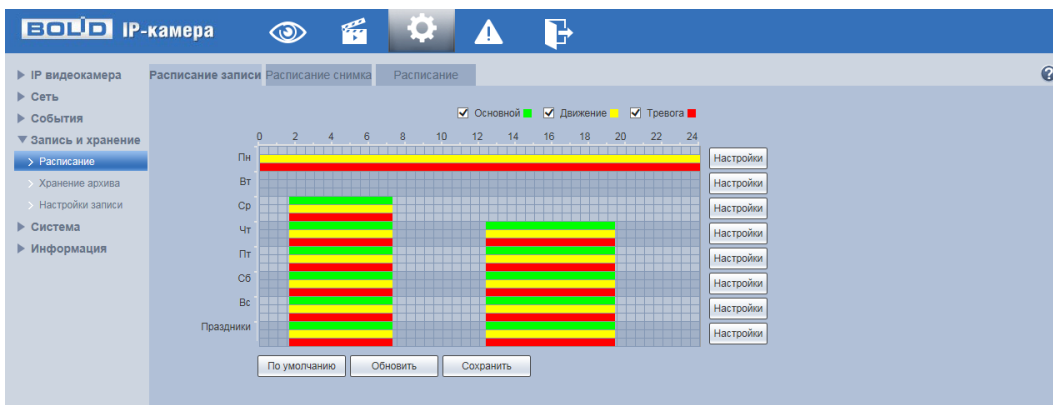 BOLID IP-камера
IP видеокамера
Сеть
События
Запись и хранение
Расписание
Хранение архива
Настройки записи
Система
Информация
Расписание записи Расписание снимка Расписание
?
Основной Движение Тревога
0 2 4 6 8 10 12 14 16 18 20 22 24
Пн Настройки
Вт Настройки
Ср Настройки
Чт Настройки
Пт Настройки
Сб Настройки
Вс Настройки
Праздники Настройки
По умолчанию Обновить Сохранить